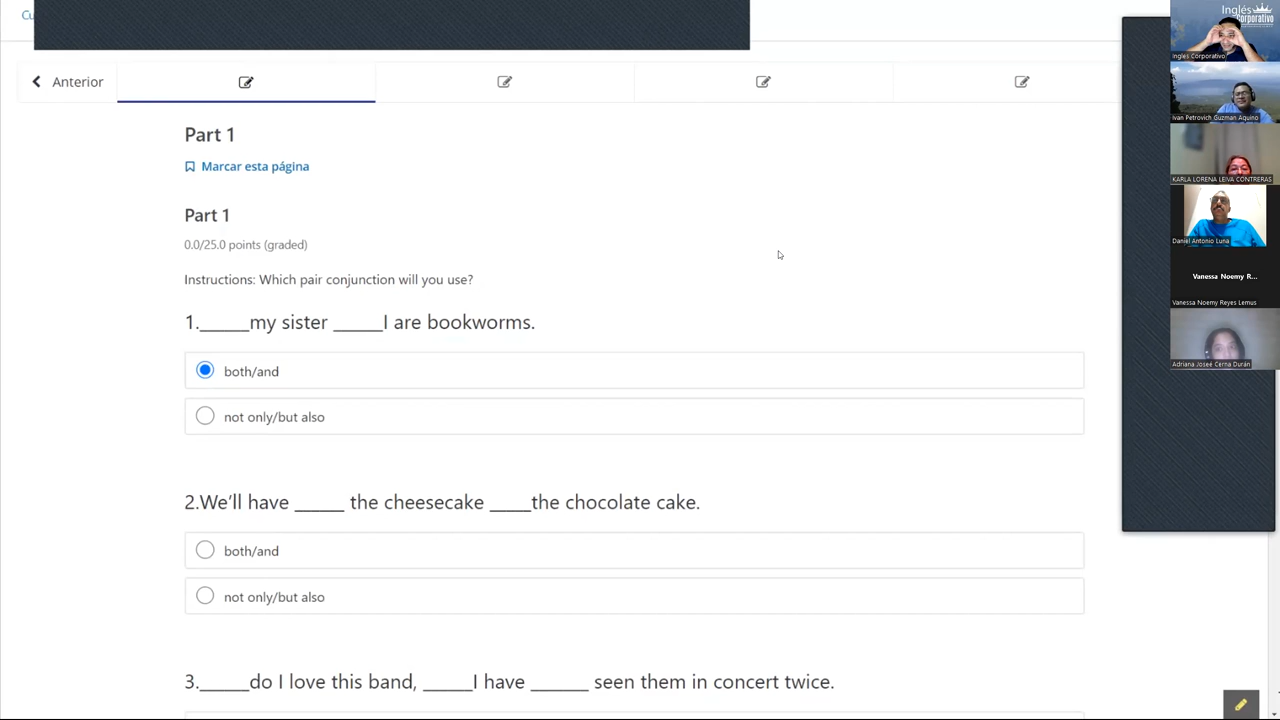 Cu
Anterior
Part 1
Marcar esta página
Part 1
0.0/25.0 points (graded)
Instructions: Which pair conjunction will you use?
1.______my sister ______I are bookworms.
both/and
not only/but also
2.We’ll have ______ the cheesecake _____the chocolate cake.
both/and
not only/but also
3.______do I love this band, ______I have _______ seen them in concert twice.
Inglés
Corporativo
Ingles Corporativo
Ivan Petrovich Guzman Aquino
KARLA LORENA LEIVA CONTRERAS
Daniel Antonio Luna
Vanessa Noemy R...
Vanessa Noemy Reyes Lemus
Adriana Joseé Cerna Durán